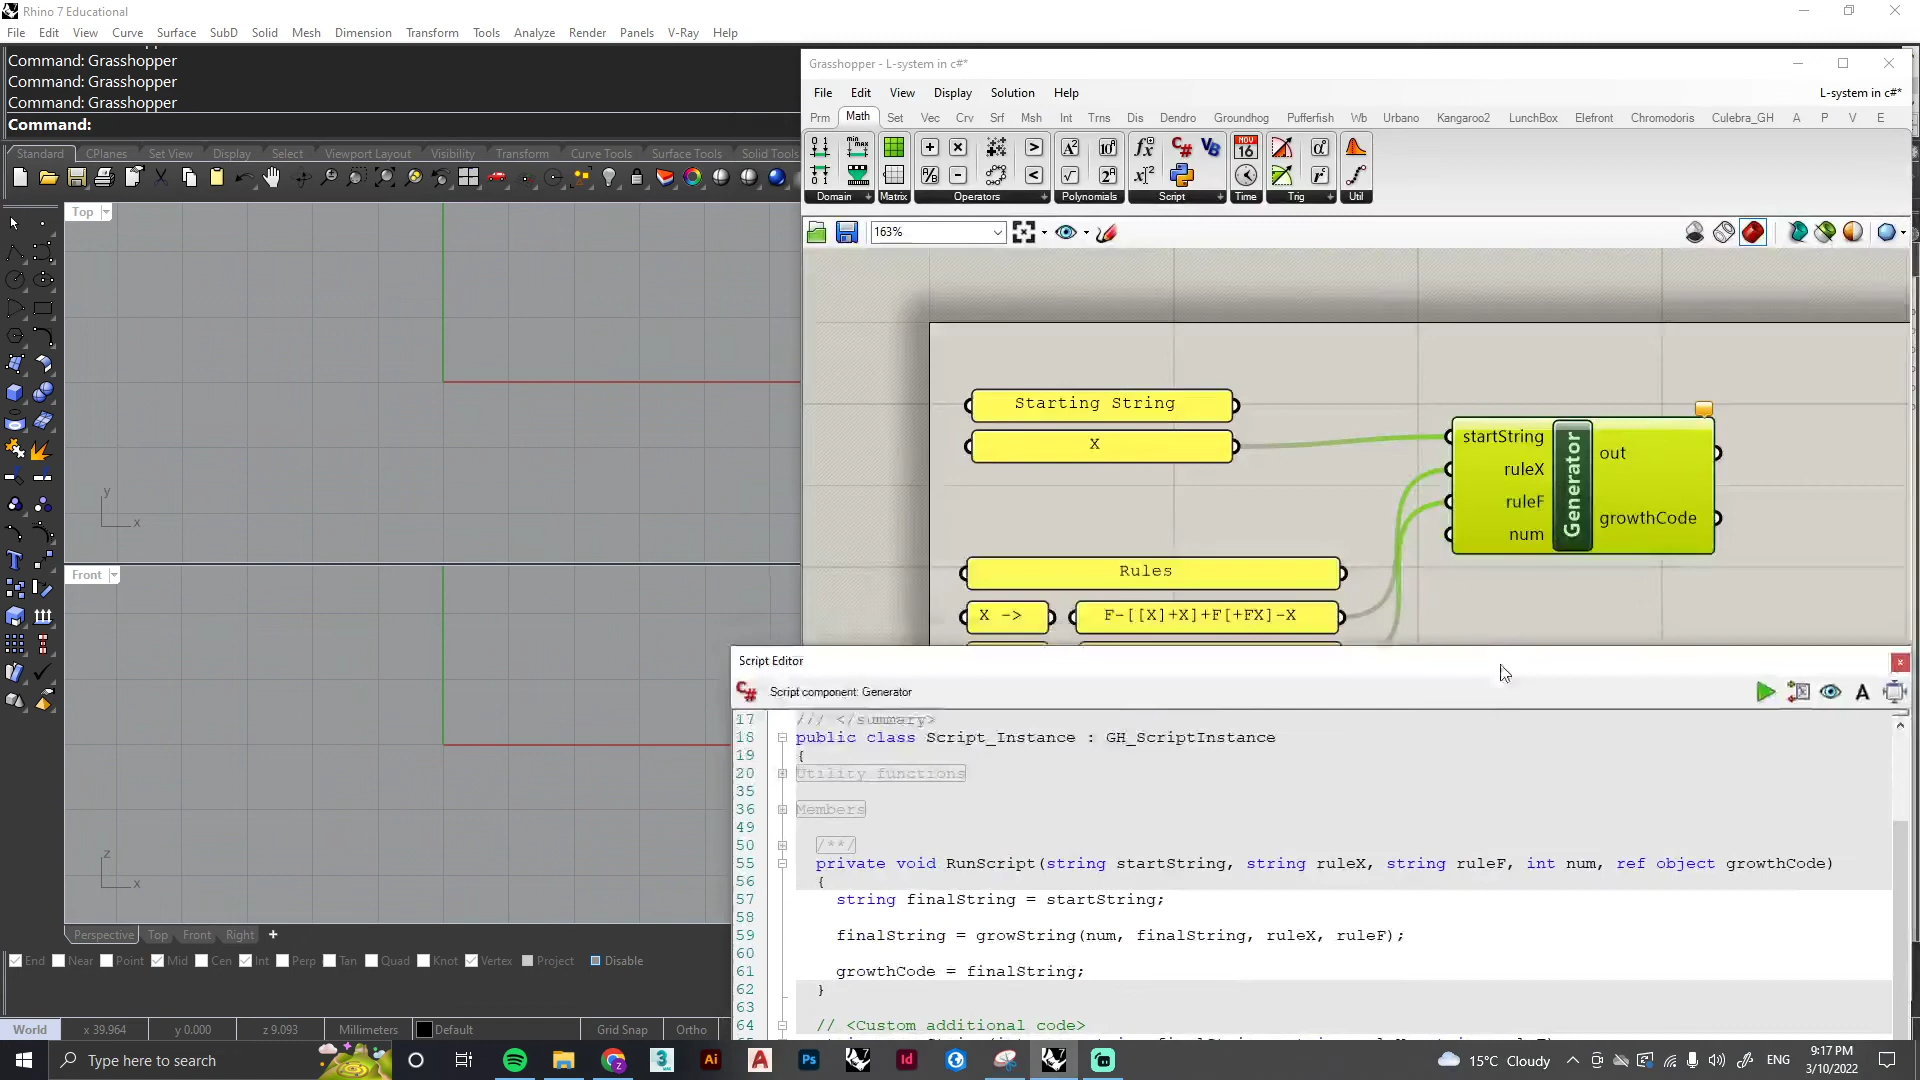 Rhino 7 Educational
File Edit View Curve Surface SubD Solid Mesh Dimension Transform Tools Analyze Render Panels V-Ray Help
Command: Grasshopper
Command: Grasshopper
Command: Grasshopper
Command:
Standard CPlanes Set View Display Select Viewport Layout Visibility Transform Curve Tools Surface Tools Solid Tools
Top
y
x
Front
z
x
Perspective Top Front Right
End Near Point Mid Cen Int Perp Tan Quad Knot Vertex Project Disable
World x 39.964 y 0.000 z 9.093 Millimeters Default Grid Snap Ortho
Grasshopper - L-system in c#*
File Edit View Display Solution Help L-system in c#*
Prm Math Set Vec Crv Srf Msh Int Trns Dis Dendro Groundhog Pufferfish Wb Urbano Kangaroo2 LunchBox Elefront Chromodoris Culebra_GH A P V E
Domain Matrix Operators Polynomials Script Time Trig Util
163%
Starting String
X
startString
ruleX
ruleF
num
Generator
out
growthCode
Rules
X ->
F-[[X]+X]+F[+FX]-X
Script Editor
Script component: Generator
17 /// </summary>
18 public class Script_Instance : GH_ScriptInstance
19 {
20 Utility functions
35
36 Members
49
50 /**/
55 private void RunScript(string startString, string ruleX, string ruleF, int num, ref object growthCode)
56 {
57 string finalString = startString;
58
59 finalString = growString(num, finalString, ruleX, ruleF);
60
61 growthCode = finalString;
62 }
63
64 // <Custom additional code>
Type here to search
15°C Cloudy
ENG
9:17 PM
3/10/2022